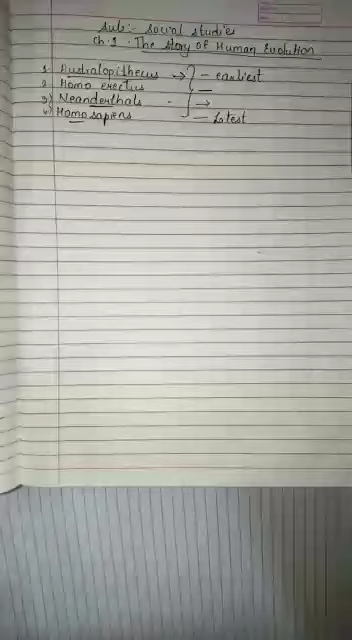 Sub:- Social Studies
Ch.1 : The Story of Human Evolution
1. Austrolopithecus → } - earliest
2. Homo erectus —
3) Neanderthals - →
4) Homo sapiens — Latest